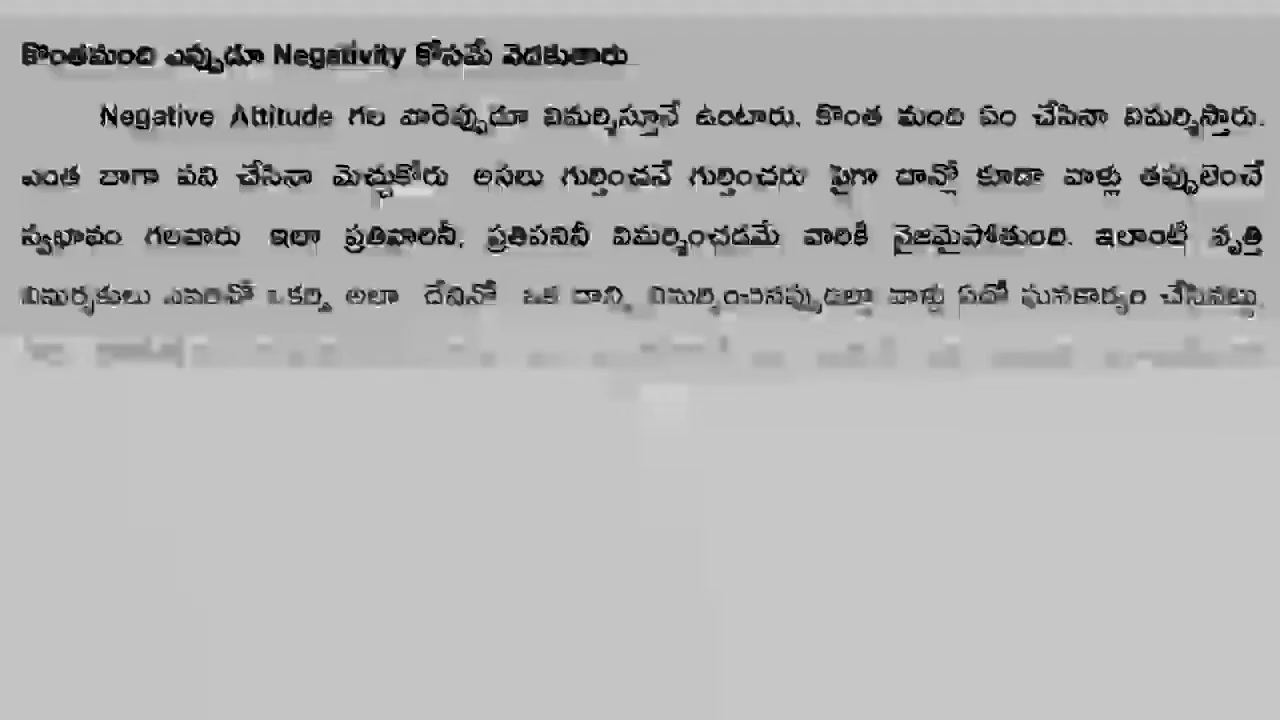 కొంతమంది ఎప్పుడూ Negativity కోసమే వెదకుతారు
Negative Attitude గల వారెప్పుడూ విమర్శిస్తూనే ఉంటారు. కొంత మంది ఏం చేసినా విమర్శిస్తారు.
ఎంత బాగా పని చేసినా మెచ్చుకోరు అసలు గుర్తించనే గుర్తించరు పైగా దాన్లో కూడా వాళ్లు తప్పులెంచే
స్వభావం గలవారు ఇలా ప్రతివారినీ, ప్రతిపనినీ విమర్శించడమే వారికి నైజమైపోతుంది. ఇలాంటి వృత్తి
విమర్శకులు ఎవరినో ఒకర్ని అలా దేనినో ఒక దాన్ని విమర్శించినప్పుడల్లా వాళ్లు ఏదో ఘనకార్యం చేసినట్లు